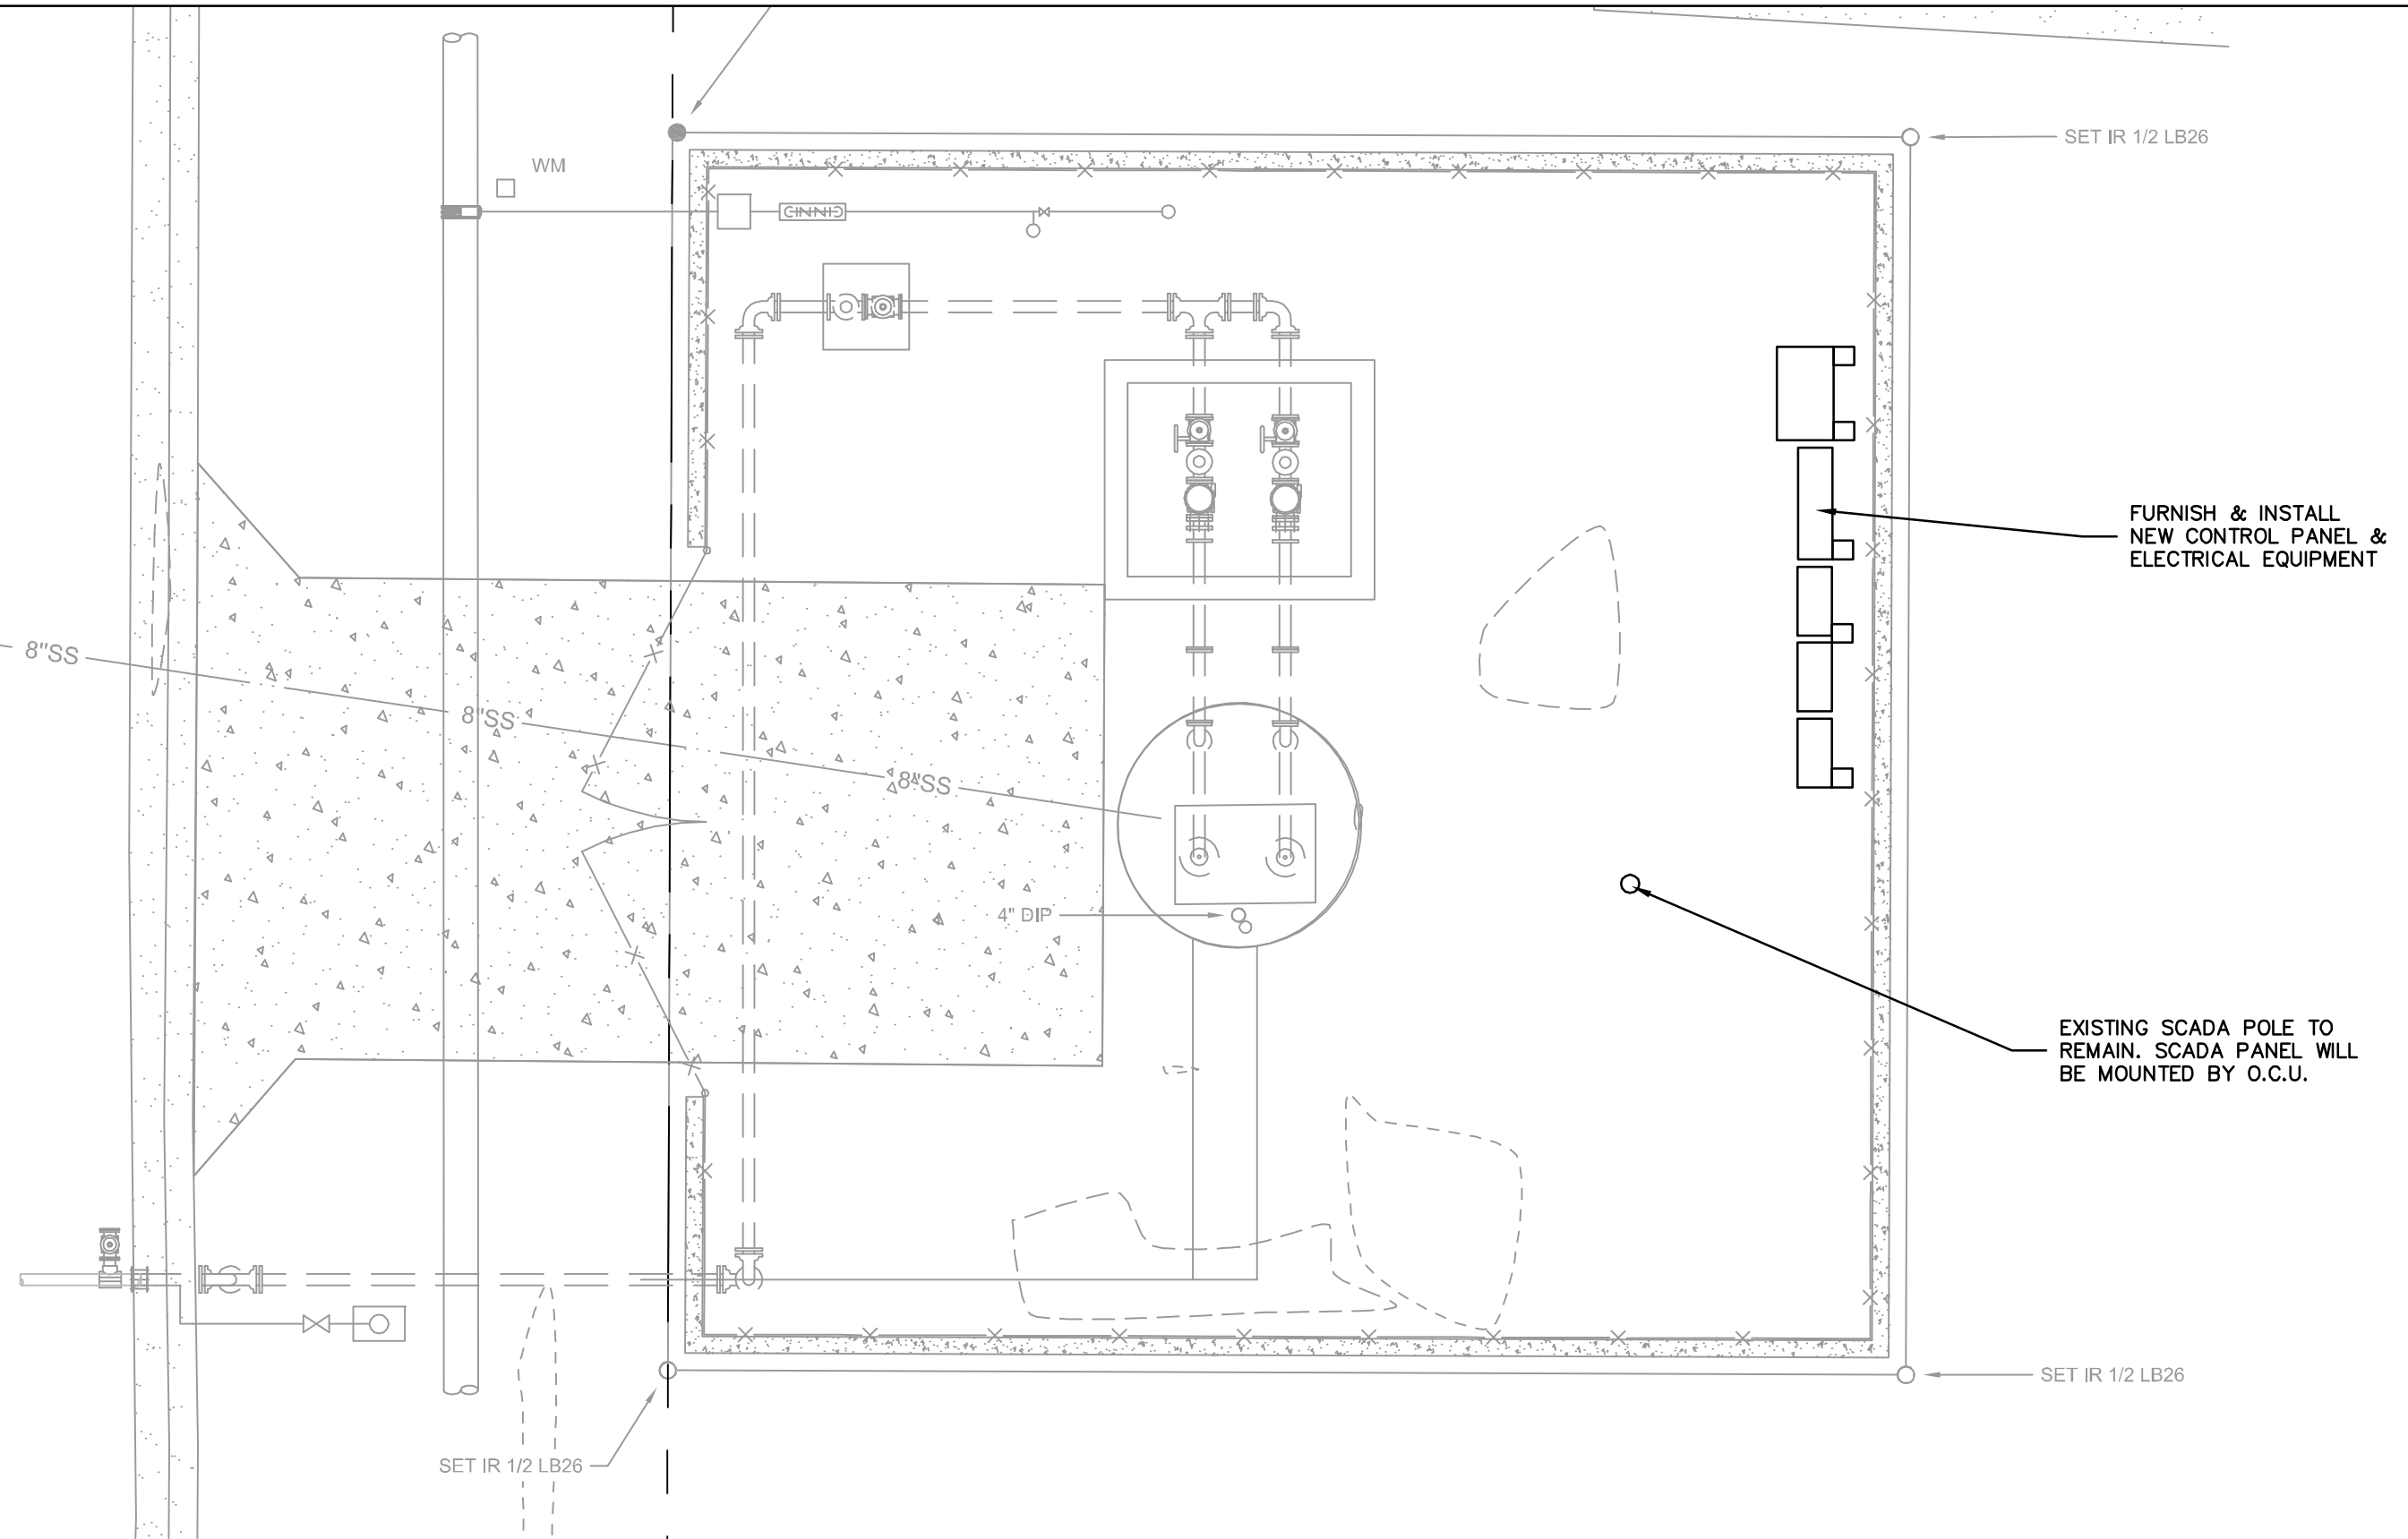 SET IR 1/2 LB26
WM
FURNISH & INSTALL
NEW CONTROL PANEL &
ELECTRICAL EQUIPMENT
8"SS
8"SS
8"SS
4" DIP
EXISTING SCADA POLE TO
REMAIN. SCADA PANEL WILL
BE MOUNTED BY O.C.U.
SET IR 1/2 LB26
SET IR 1/2 LB26